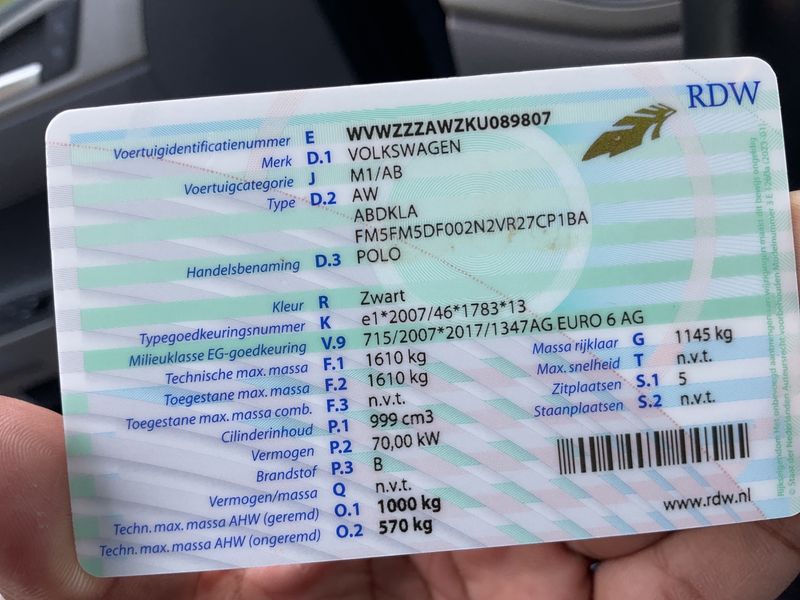 RDW
Voertuigidentificatienummer E WVWZZZAWZKU089807
Merk D.1 VOLKSWAGEN
Voertuigcategorie J M1/AB
Type D.2 AW
ABDKLA
FM5FM5DF002N2VR27CP1BA
Handelsbenaming D.3 POLO
Kleur R Zwart
Typegoedkeuringsnummer K e1*2007/46*1783*13
Milieuklasse EG-goedkeuring V.9 715/2007*2017/1347AG EURO 6 AG
Technische max. massa F.1 1610 kg
Toegestane max. massa F.2 1610 kg
Toegestane max. massa comb. F.3 n.v.t.
Cilinderinhoud P.1 999 cm3
Vermogen P.2 70,00 kW
Brandstof P.3 B
Vermogen/massa Q n.v.t.
Techn. max. massa AHW (geremd) O.1 1000 kg
Techn. max. massa AHW (ongeremd) O.2 570 kg
Massa rijklaar G 1145 kg
Max. snelheid T n.v.t.
Zitplaatsen S.1 5
Staanplaatsen S.2 n.v.t.
www.rdw.nl